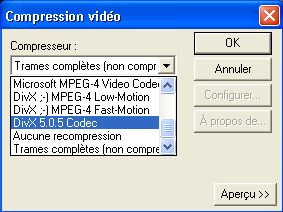 Compression vidéo
Compresseur :
OK
Trames complètes (non compr
Annuler
Microsoft MPEG-4 Video Codec
DivX ;-) MPEG-4 Low-Motion
Configurer...
DivX ;-) MPEG-4 Fast-Motion
DivX 5.0.5 Codec
À propos de...
Aucune recompression
Trames complètes (non compre
Aperçu >>